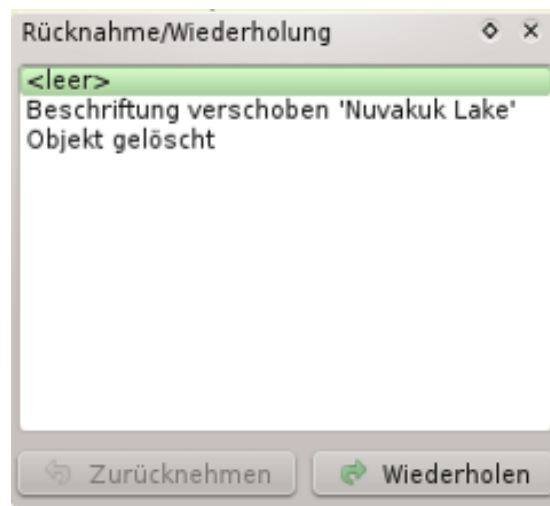 Rücknahme/Wiederholung
<leer>
Beschriftung verschoben 'Nuvakuk Lake'
Objekt gelöscht
Zurücknehmen
Wiederholen